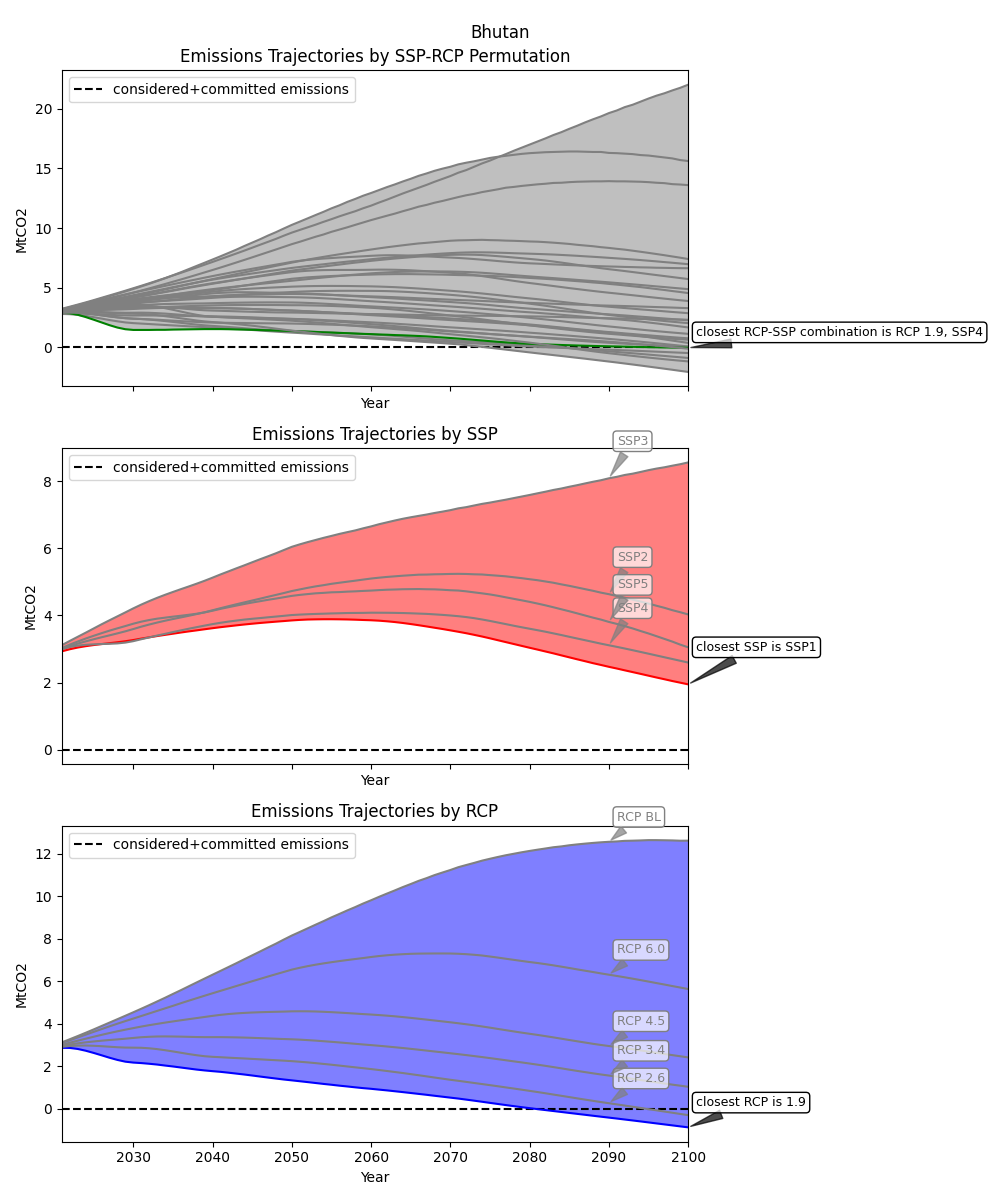 Bhutan
Emissions Trajectories by SSP-RCP Permutation
considered+committed emissions
20
15
10
5
0
MtCO2
closest RCP-SSP combination is RCP 1.9, SSP4
Year
Emissions Trajectories by SSP
considered+committed emissions
SSP3
8
6
4
2
0
MtCO2
SSP2
SSP5
SSP4
closest SSP is SSP1
Year
Emissions Trajectories by RCP
considered+committed emissions
RCP BL
12
10
8
6
4
2
0
MtCO2
RCP 6.0
RCP 4.5
RCP 3.4
RCP 2.6
closest RCP is 1.9
2030 2040 2050 2060 2070 2080 2090 2100
Year